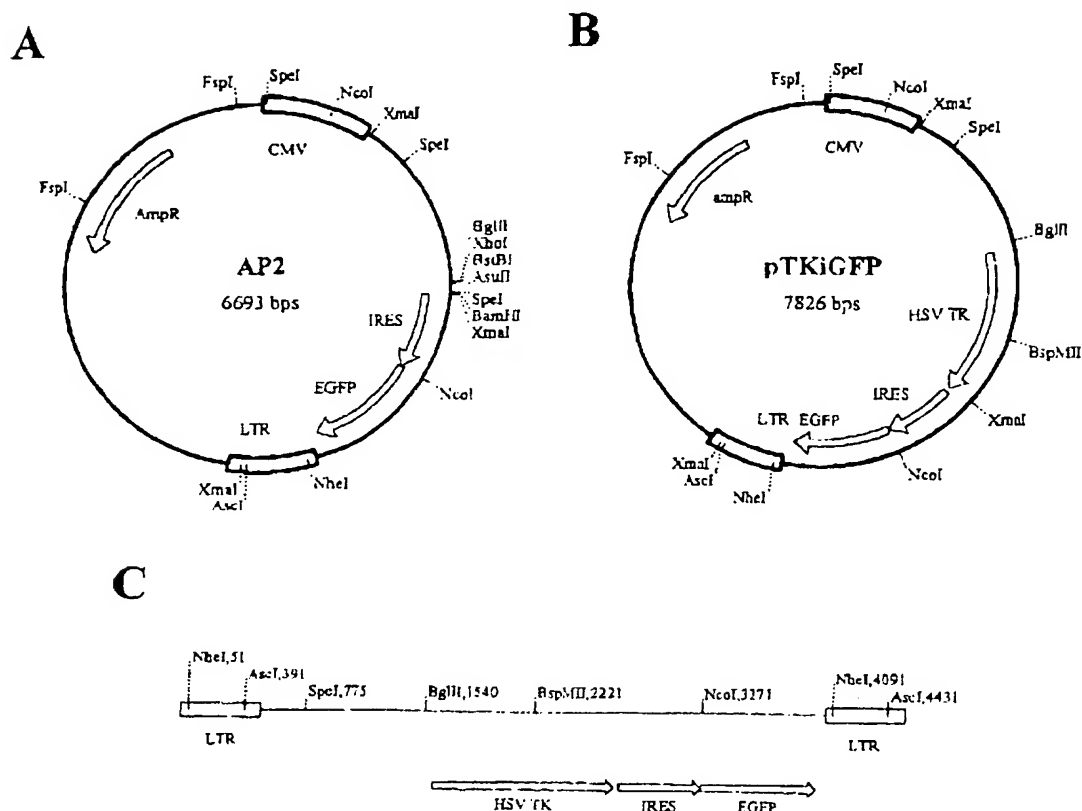 A
FspI
SpeI
NcoI
XmaI
SpeI
CMV
FspI
AmpR
AP2
6693 bps
BglII
XhoI
BstBI
AsuII
SpeI
BamHI
XmaI
IRES
EGFP
NcoI
LTR
XmaI
AscI
NheI
B
FspI
SpeI
NcoI
XmaI
SpeI
CMV
FspI
ampR
pTKiGFP
7826 bps
BglII
HSV TK
BspMII
IRES
LTR EGFP
XmaI
XmaI
AscI
NheI
NcoI
C
NheI,51
AscI,391
SpeI,775
BglII,1540
BspMII,2221
NcoI,3271
NheI,4091
AscI,4431
LTR
LTR
HSV TK
IRES
EGFP